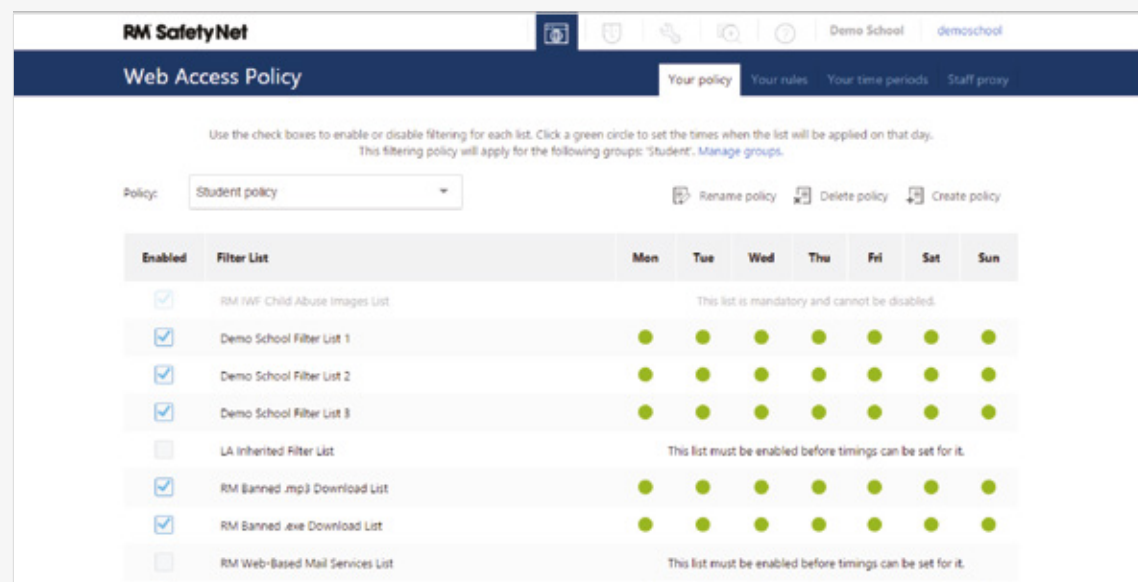 RM SafetyNet
Demo School demoschool
Web Access Policy
Your policy Your rules Your time periods Staff proxy
Use the check boxes to enable or disable filtering for each list. Click a green circle to set the times when the list will be applied on that day.
This filtering policy will apply for the following groups: 'Student'. Manage groups.
Policy: Student policy Rename policy Delete policy Create policy
Enabled Filter List Mon Tue Wed Thu Fri Sat Sun
RM IWF Child Abuse Images List This list is mandatory and cannot be disabled.
Demo School Filter List 1
Demo School Filter List 2
Demo School Filter List 3
LA Inherited Filter List This list must be enabled before timings can be set for it.
RM Banned .mp3 Download List
RM Banned .exe Download List
RM Web-Based Mail Services List This list must be enabled before timings can be set for it.